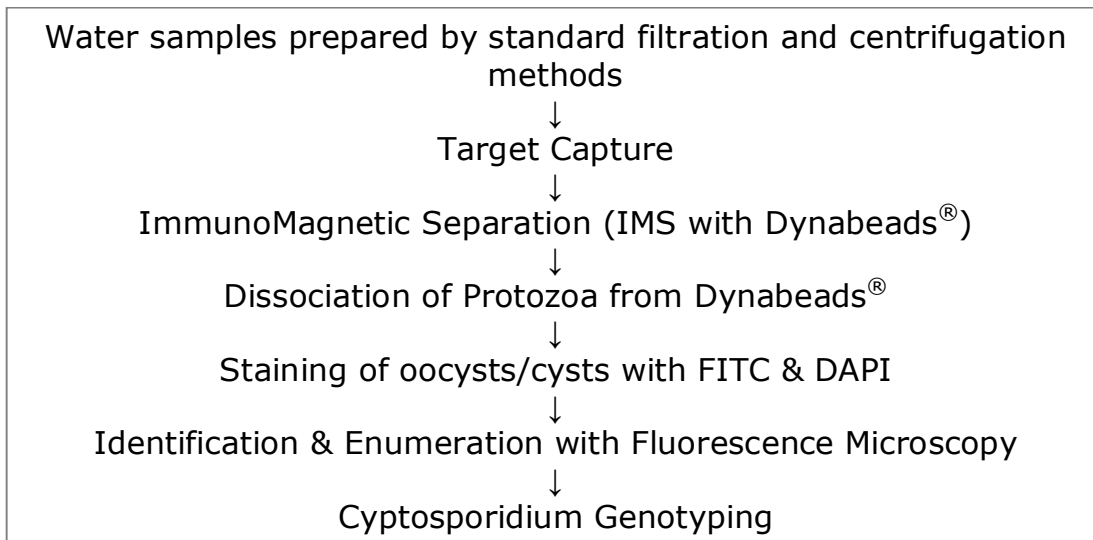 Water samples prepared by standard filtration and centrifugation
methods
↓
Target Capture
↓
ImmunoMagnetic Separation (IMS with Dynabeads®)
↓
Dissociation of Protozoa from Dynabeads®
↓
Staining of oocysts/cysts with FITC & DAPI
↓
Identification & Enumeration with Fluorescence Microscopy
↓
Cyptosporidium Genotyping